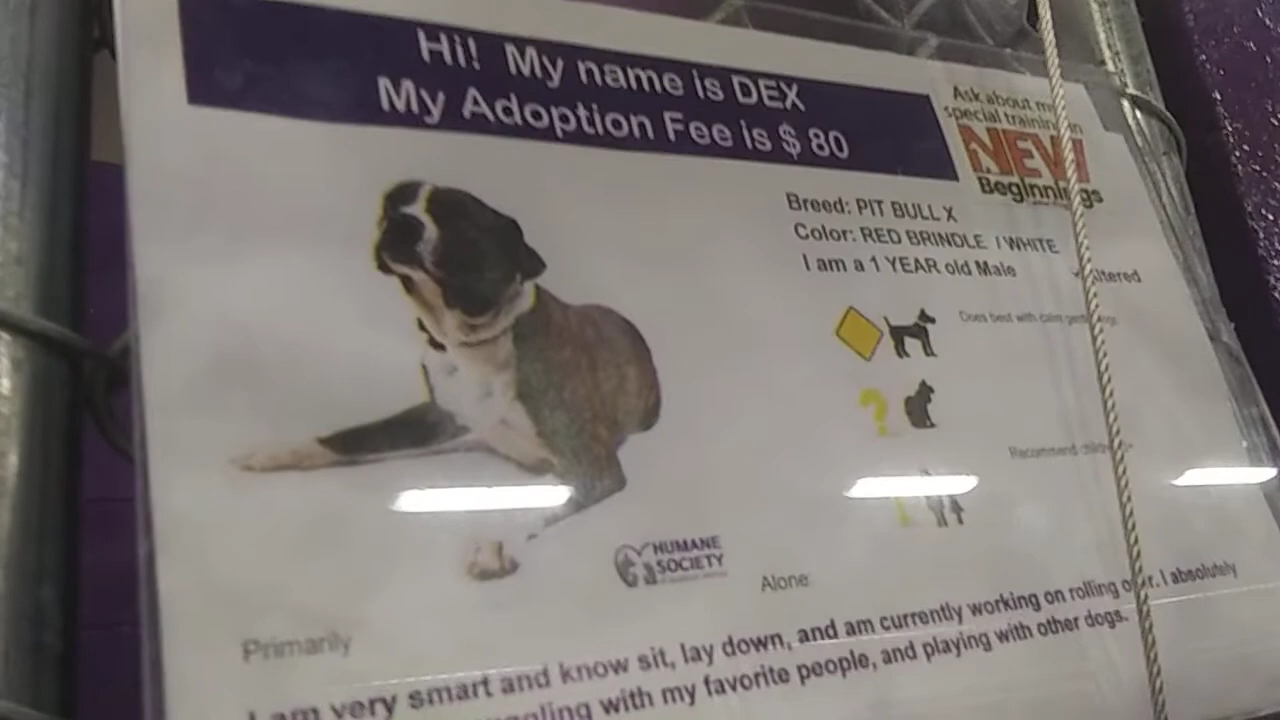 Hi! My name is DEX
My Adoption Fee is $ 80
Ask about my
special training in
NEW
Beginnings
Breed: PIT BULL X
Color: RED BRINDLE / WHITE
I am a 1 YEAR old Male
Does best with calm
?
Recommend
HUMANE
SOCIETY
Alone:
Primarily
I am very smart and know sit, lay down, and am currently working on rolling over. I absolutely
with my favorite people, and playing with other dogs.